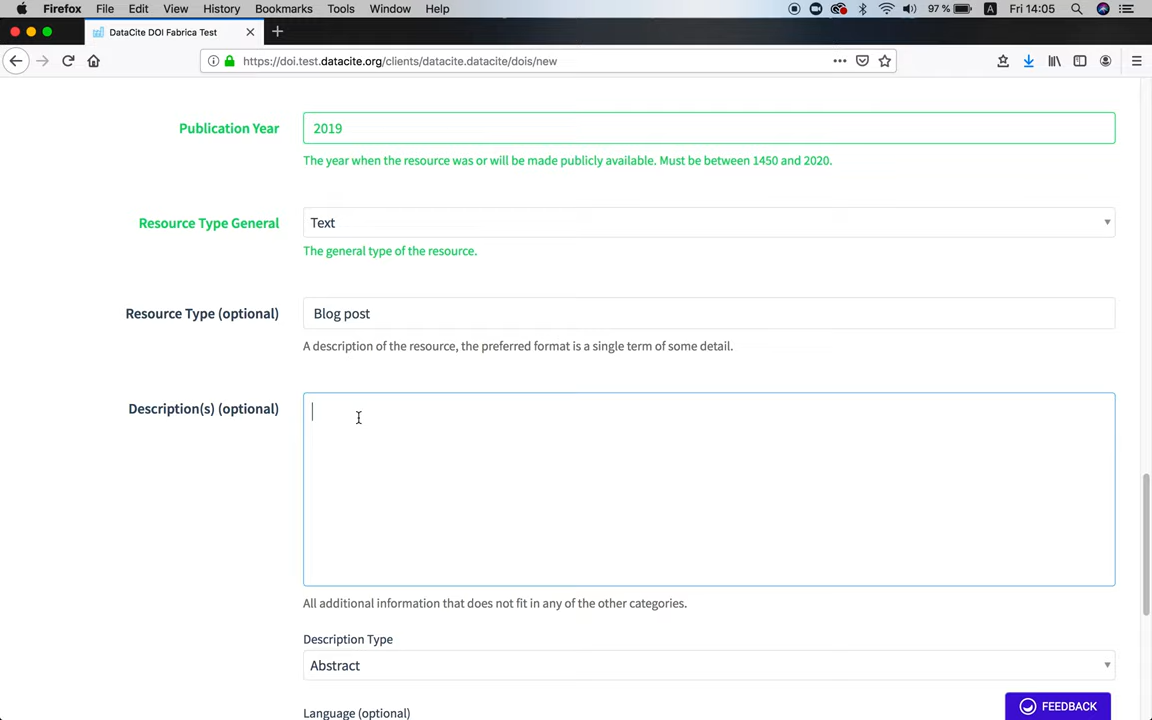 Firefox File Edit View History Bookmarks Tools Window Help 97 % A Fri 14:05
DataCite DOI Fabrica Test
https://doi.test.datacite.org/clients/datacite.datacite/dois/new
Publication Year
2019
The year when the resource was or will be made publicly available. Must be between 1450 and 2020.
Resource Type General
Text
The general type of the resource.
Resource Type (optional)
Blog post
A description of the resource, the preferred format is a single term of some detail.
Description(s) (optional)
All additional information that does not fit in any of the other categories.
Description Type
Abstract
Language (optional)
FEEDBACK